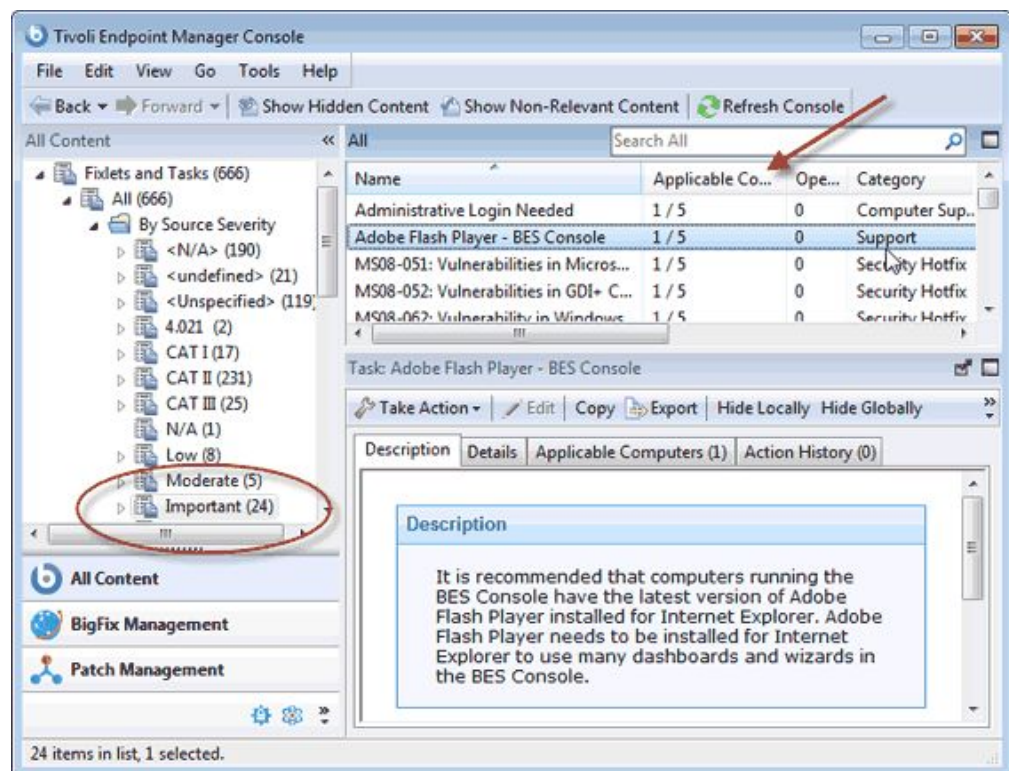 Tivoli Endpoint Manager Console
File Edit View Go Tools Help
Back Forward Show Hidden Content Show Non-Relevant Content Refresh Console
All Content «
Fixlets and Tasks (666)
All (666)
By Source Severity
<N/A> (190)
<undefined> (21)
<Unspecified> (119)
4.021 (2)
CAT I (17)
CAT II (231)
CAT III (25)
N/A (1)
Low (8)
Moderate (5)
Important (24)
All Content
BigFix Management
Patch Management
»
All Search All
Name Applicable Co... Ope... Category
Administrative Login Needed 1 / 5 0 Computer Sup...
Adobe Flash Player - BES Console 1 / 5 0 Support
MS08-051: Vulnerabilities in Micros... 1 / 5 0 Security Hotfix
MS08-052: Vulnerabilities in GDI+ C... 1 / 5 0 Security Hotfix
MS08-062: Vulnerability in Windows 1 / 5 0 Security Hotfix
Task: Adobe Flash Player - BES Console
Take Action Edit Copy Export Hide Locally Hide Globally »
Description Details Applicable Computers (1) Action History (0)
Description
It is recommended that computers running the
BES Console have the latest version of Adobe
Flash Player installed for Internet Explorer. Adobe
Flash Player needs to be installed for Internet
Explorer to use many dashboards and wizards in
the BES Console.
24 items in list, 1 selected.